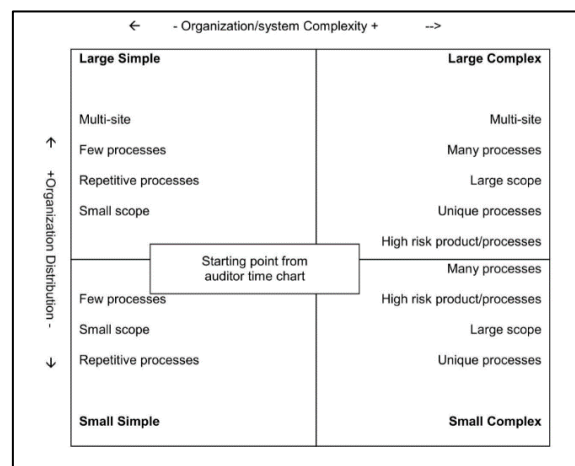 ← - Organization/system Complexity + -->
Large Simple
Large Complex
Multi-site
Few processes
Repetitive processes
Small scope
Multi-site
Many processes
Large scope
Unique processes
High risk product/processes
↑
+Organization Distribution -
↓
Starting point from
auditor time chart
Few processes
Small scope
Repetitive processes
Many processes
High risk product/processes
Large scope
Unique processes
Small Simple
Small Complex